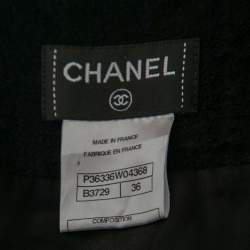 CHANEL
MADE IN FRANCE
FABRIQUE EN FRANCE
P36336W04368
B3729 36
COMPOSITION